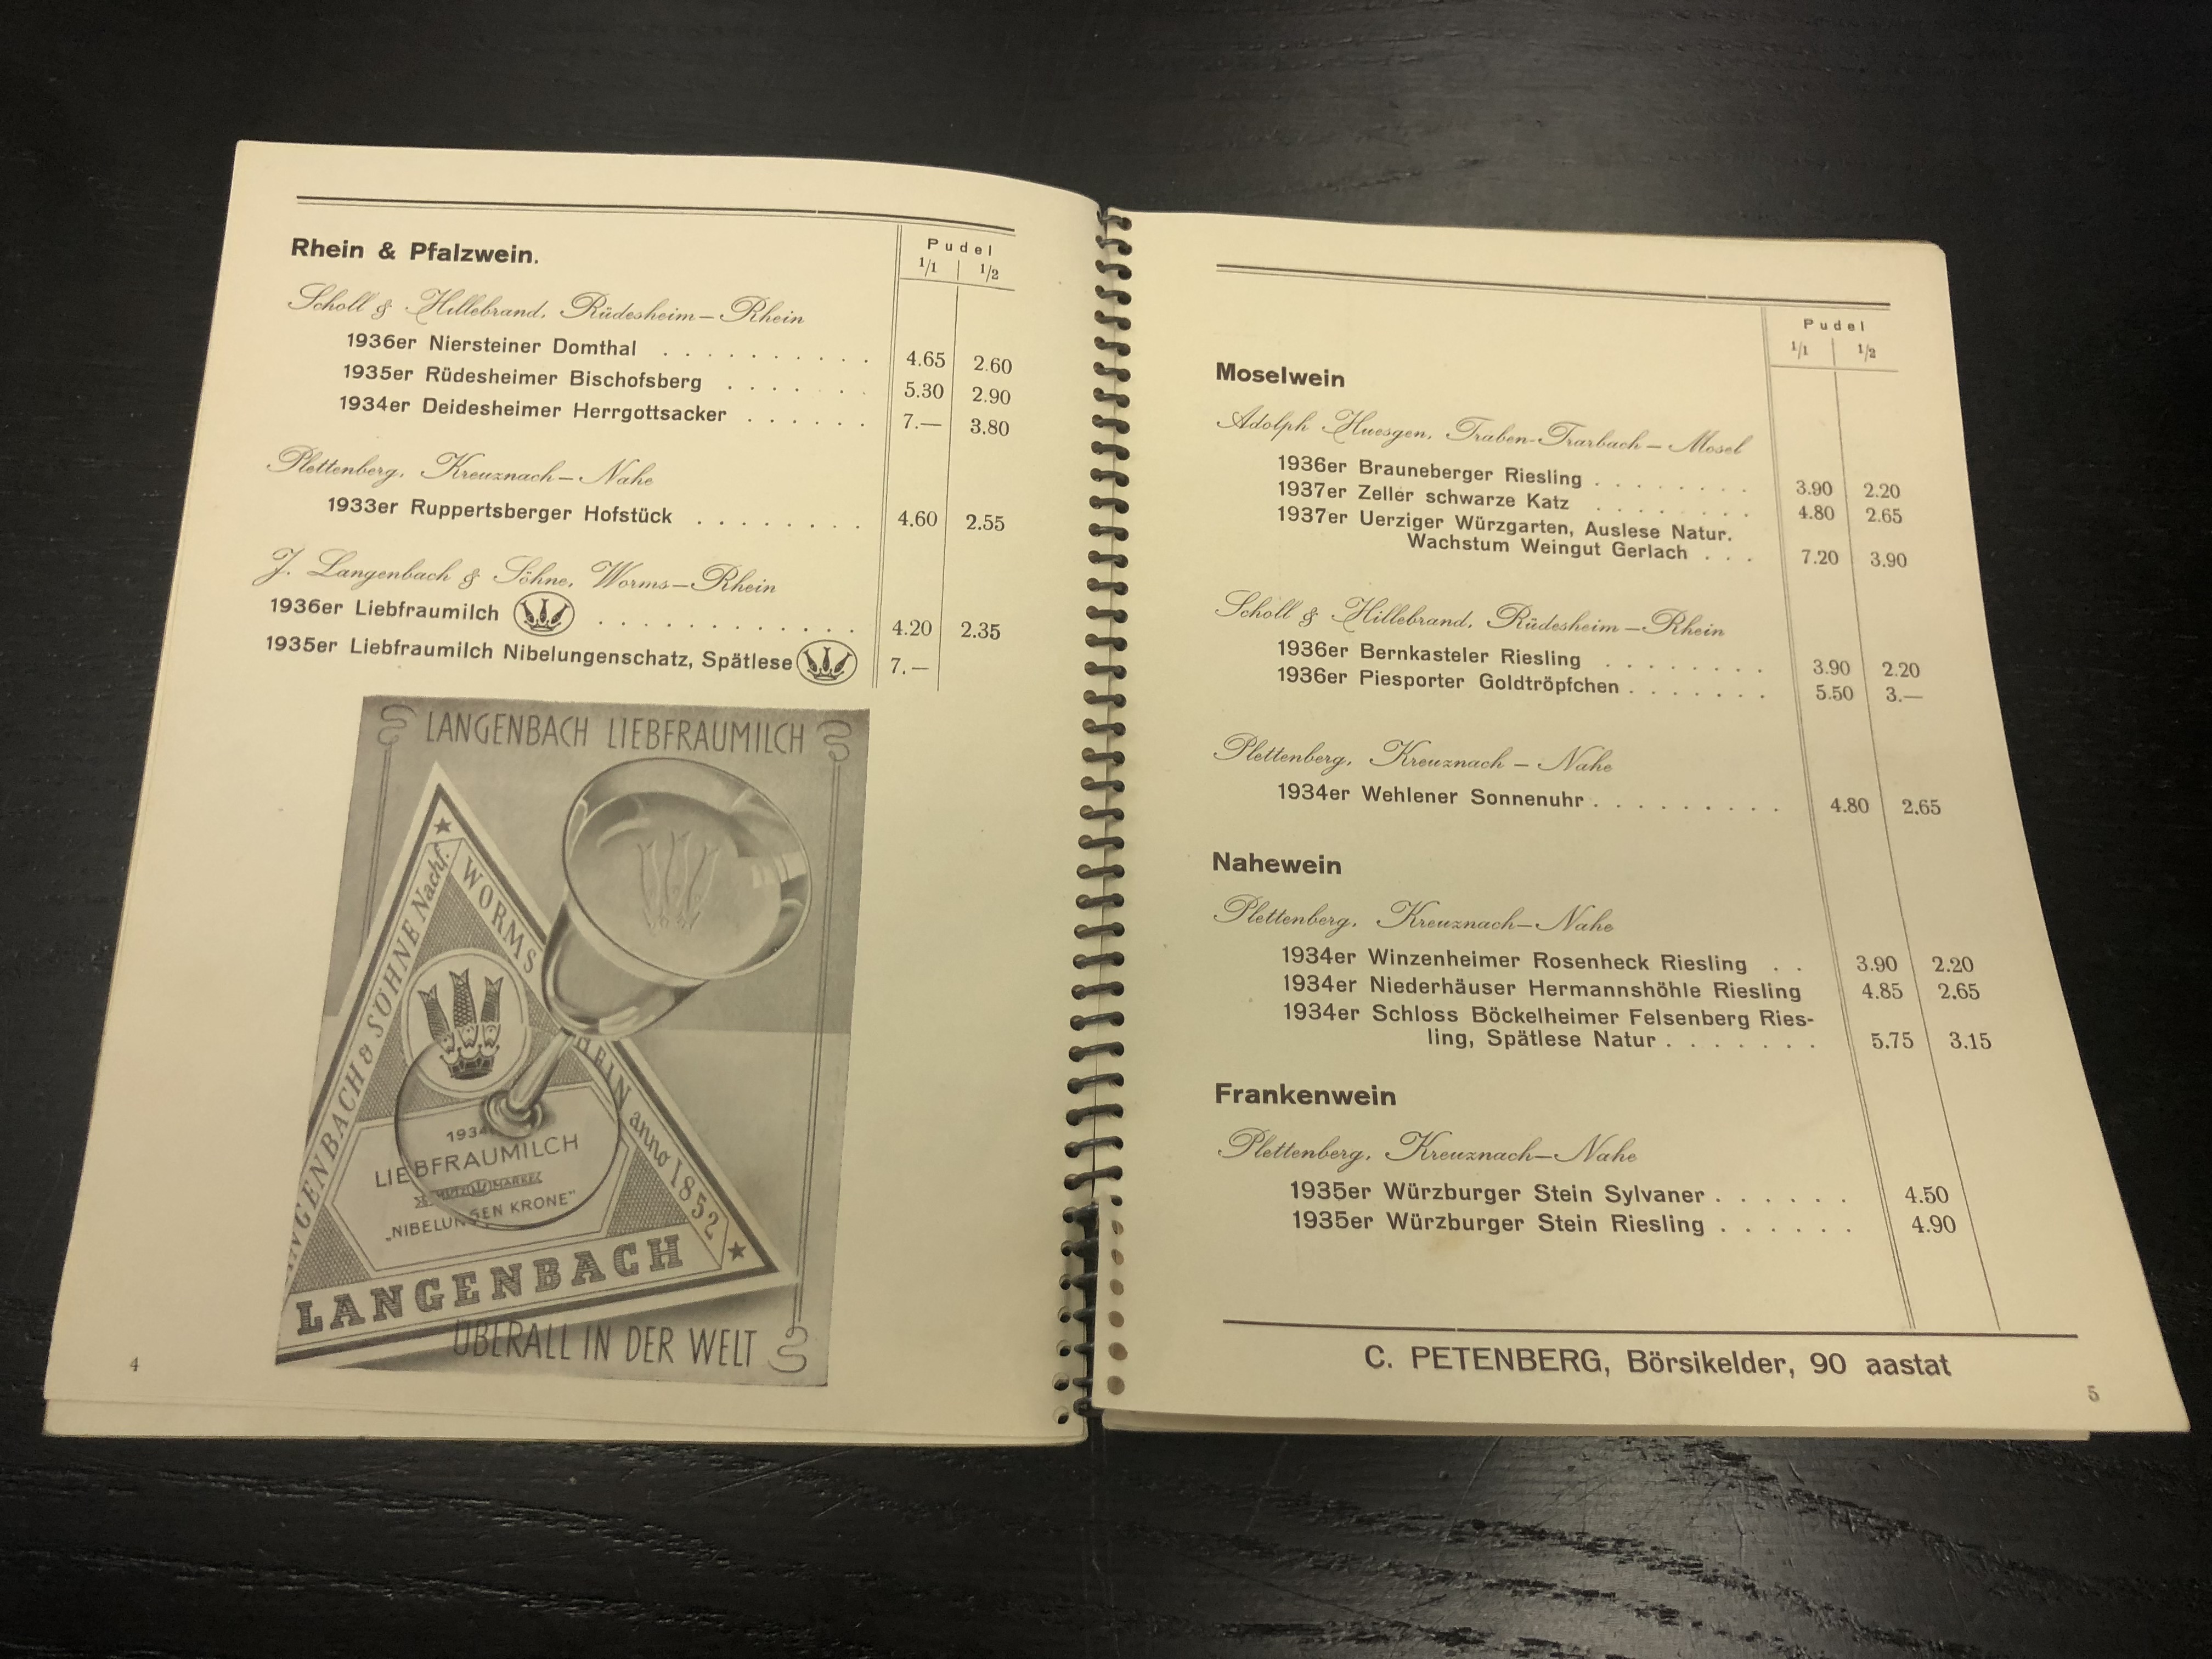 Rhein & Pfalzwein.
Pudel
1/1 1/2
Scholl & Hillebrand, Rüdesheim—Rhein
1936er Niersteiner Domthal . . . . . . . . . . 4.65 2.60
1935er Rüdesheimer Bischofsberg . . . . . . 5.30 2.90
1934er Deidesheimer Herrgottsacker . . . . . . 7.— 3.80
Plettenberg, Kreuznach—Nahe
1933er Ruppertsberger Hofstück . . . . . . . . 4.60 2.55
J. Langenbach & Söhne, Worms—Rhein
1936er Liebfraumilch . . . . . . . . . . . . 4.20 2.35
1935er Liebfraumilch Nibelungenschatz, Spätlese 7.—
LANGENBACH LIEBFRAUMILCH
LANGENBACH & SÖHNE Nachf.
WORMS RHEIN anno 1852
1934
LIEBFRAUMILCH
SCHUTZ MARKE
„NIBELUNGEN KRONE"
LANGENBACH
ÜBERALL IN DER WELT
4
Pudel
1/1 1/2
Moselwein
Adolph Huesgen, Traben-Trarbach—Mosel
1936er Brauneberger Riesling . . . . . . . . 3.90 2.20
1937er Zeller schwarze Katz . . . . . . . . 4.80 2.65
1937er Uerziger Würzgarten, Auslese Natur.
Wachstum Weingut Gerlach . . . 7.20 3.90
Scholl & Hillebrand, Rüdesheim—Rhein
1936er Bernkasteler Riesling . . . . . . . . 3.90 2.20
1936er Piesporter Goldtröpfchen . . . . . . . 5.50 3.—
Plettenberg, Kreuznach—Nahe
1934er Wehlener Sonnenuhr . . . . . . . . . 4.80 2.65
Nahewein
Plettenberg, Kreuznach—Nahe
1934er Winzenheimer Rosenheck Riesling . . 3.90 2.20
1934er Niederhäuser Hermannshöhle Riesling 4.85 2.65
1934er Schloss Böckelheimer Felsenberg Ries-
ling, Spätlese Natur . . . . . . . 5.75 3.15
Frankenwein
Plettenberg, Kreuznach—Nahe
1935er Würzburger Stein Sylvaner . . . . . . 4.50
1935er Würzburger Stein Riesling . . . . . . 4.90
C. PETENBERG, Börsikelder, 90 aastat
5